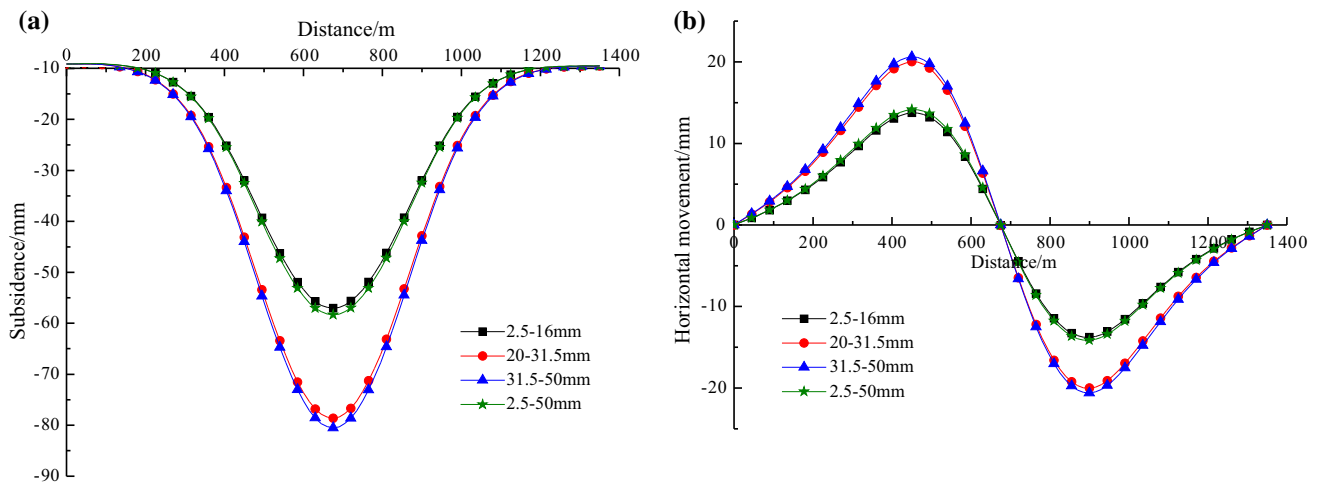 (a)
Distance/m
0 200 400 600 800 1000 1200 1400
-10
-20
-30
-40
-50
-60
-70
-80
-90
Subsidence/mm
2.5-16mm
20-31.5mm
31.5-50mm
2.5-50mm
(b)
20
10
0
-10
-20
Horizontal movement/mm
0 200 400 600 800 1000 1200 1400
Distance/m
2.5-16mm
20-31.5mm
31.5-50mm
2.5-50mm